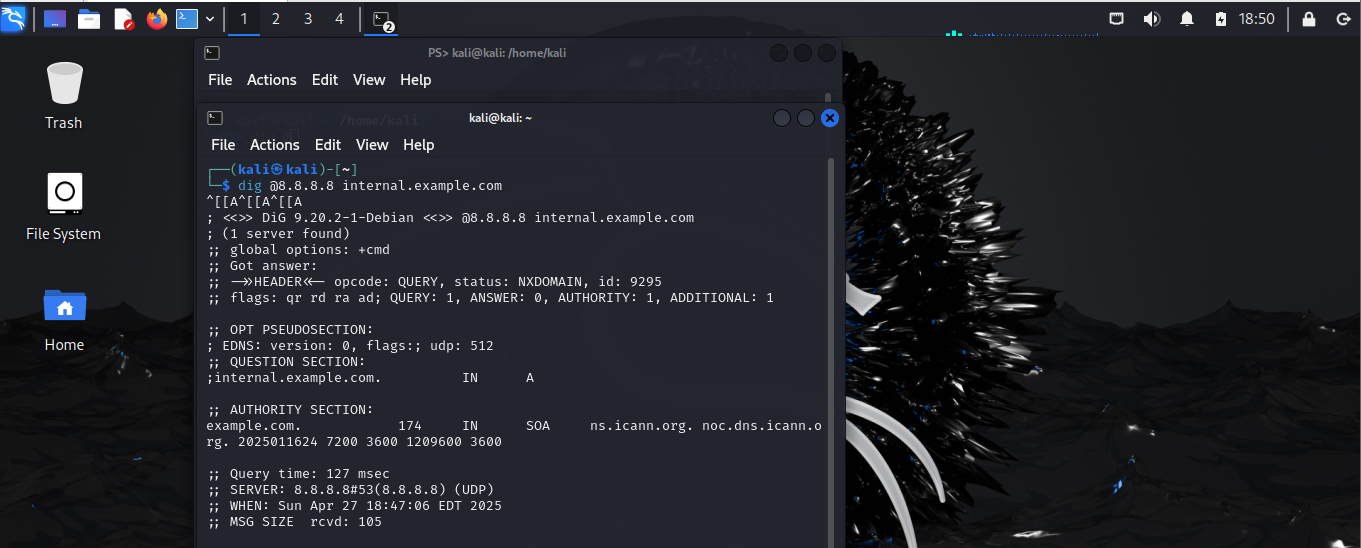 1 2 3 4 2 18:50
Trash
File System
Home
PS> kali@kali: /home/kali
File Actions Edit View Help
/home/kali
kali@kali: ~
File Actions Edit View Help
┌──(kali㉿kali)-[~]
└─$ dig @8.8.8.8 internal.example.com
^[[A^[[A^[[A
; <<>> DiG 9.20.2-1-Debian <<>> @8.8.8.8 internal.example.com
; (1 server found)
;; global options: +cmd
;; Got answer:
;; ->>HEADER<<- opcode: QUERY, status: NXDOMAIN, id: 9295
;; flags: qr rd ra ad; QUERY: 1, ANSWER: 0, AUTHORITY: 1, ADDITIONAL: 1
;; OPT PSEUDOSECTION:
; EDNS: version: 0, flags:; udp: 512
;; QUESTION SECTION:
;internal.example.com. IN A
;; AUTHORITY SECTION:
example.com. 174 IN SOA ns.icann.org. noc.dns.icann.o
rg. 2025011624 7200 3600 1209600 3600
;; Query time: 127 msec
;; SERVER: 8.8.8.8#53(8.8.8.8) (UDP)
;; WHEN: Sun Apr 27 18:47:06 EDT 2025
;; MSG SIZE rcvd: 105